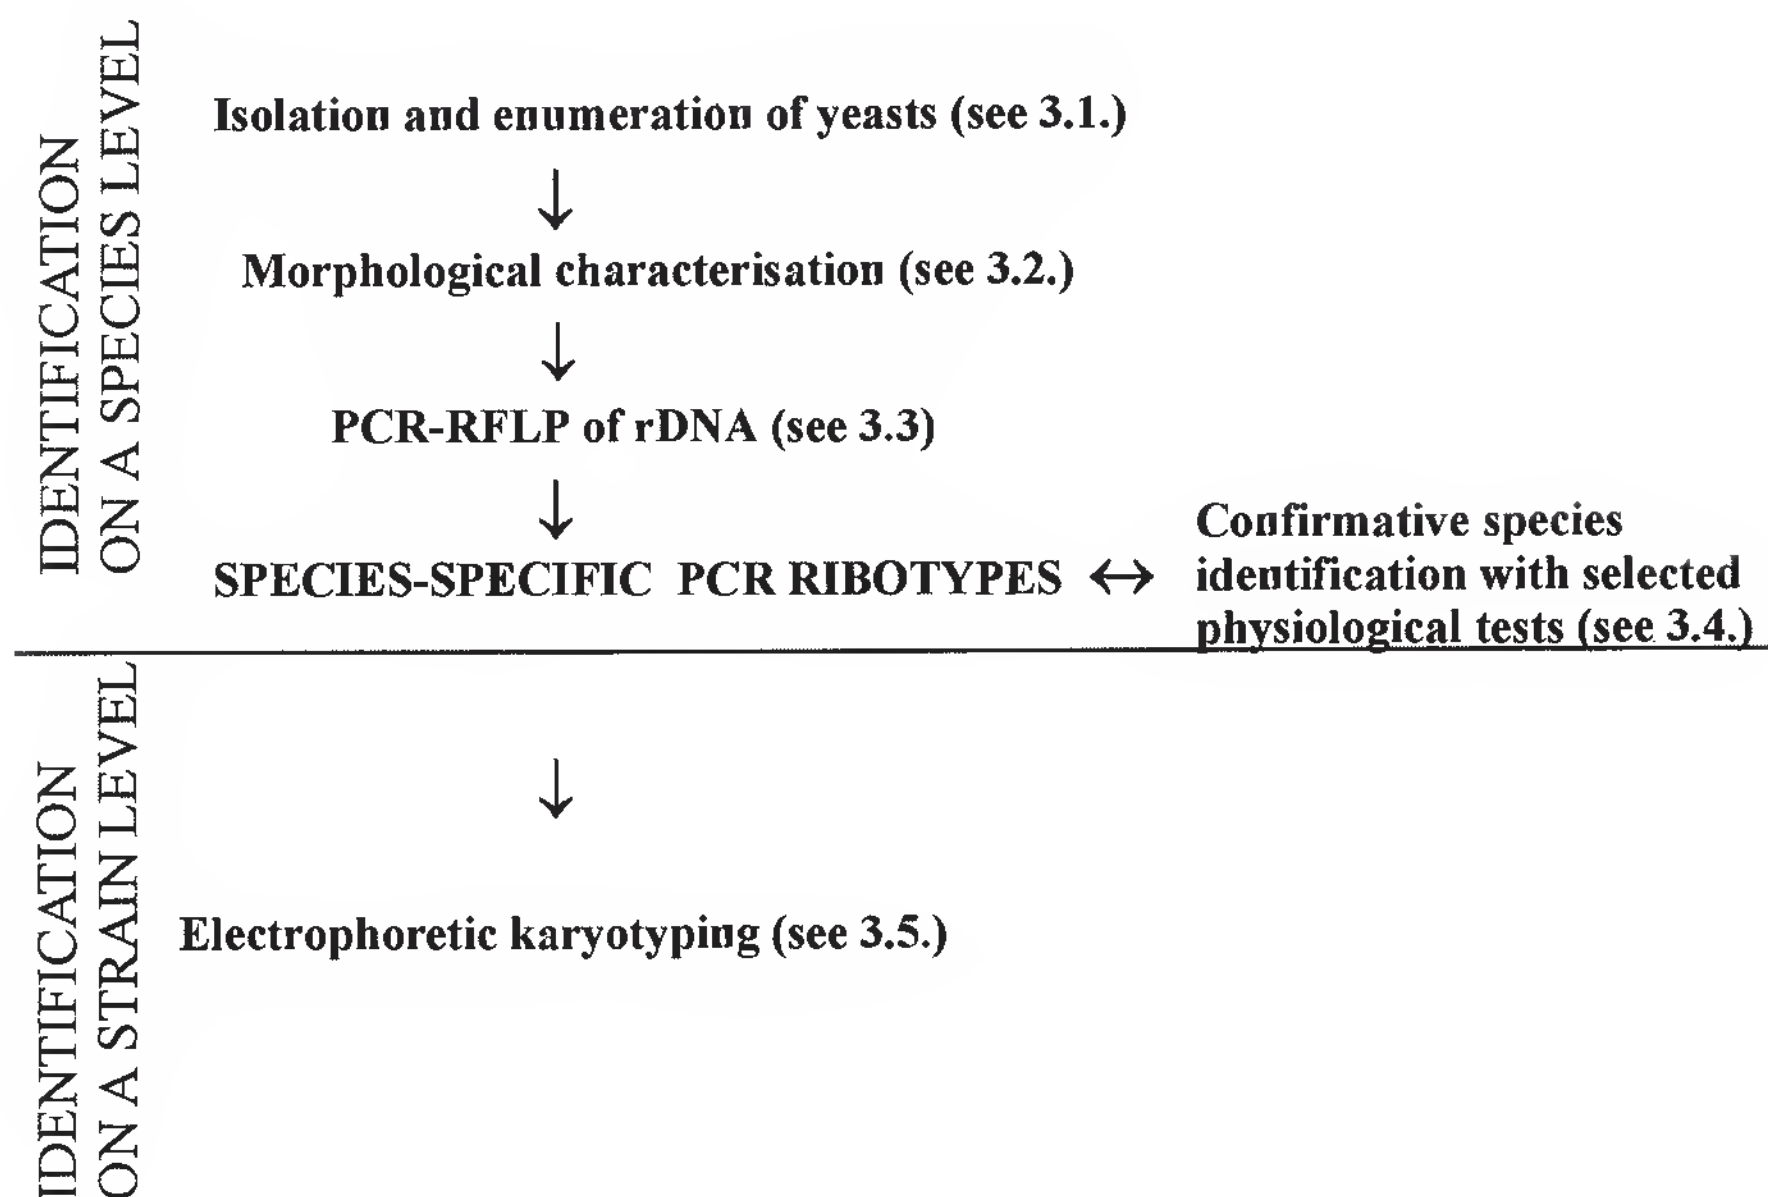 IDENTIFICATION
ON A SPECIES LEVEL
Isolation and enumeration of yeasts (see 3.1.)
↓
Morphological characterisation (see 3.2.)
↓
PCR-RFLP of rDNA (see 3.3)
↓
SPECIES-SPECIFIC PCR RIBOTYPES ↔
Confirmative species
identification with selected
physiological tests (see 3.4.)
IDENTIFICATION
ON A STRAIN LEVEL
↓
Electrophoretic karyotyping (see 3.5.)